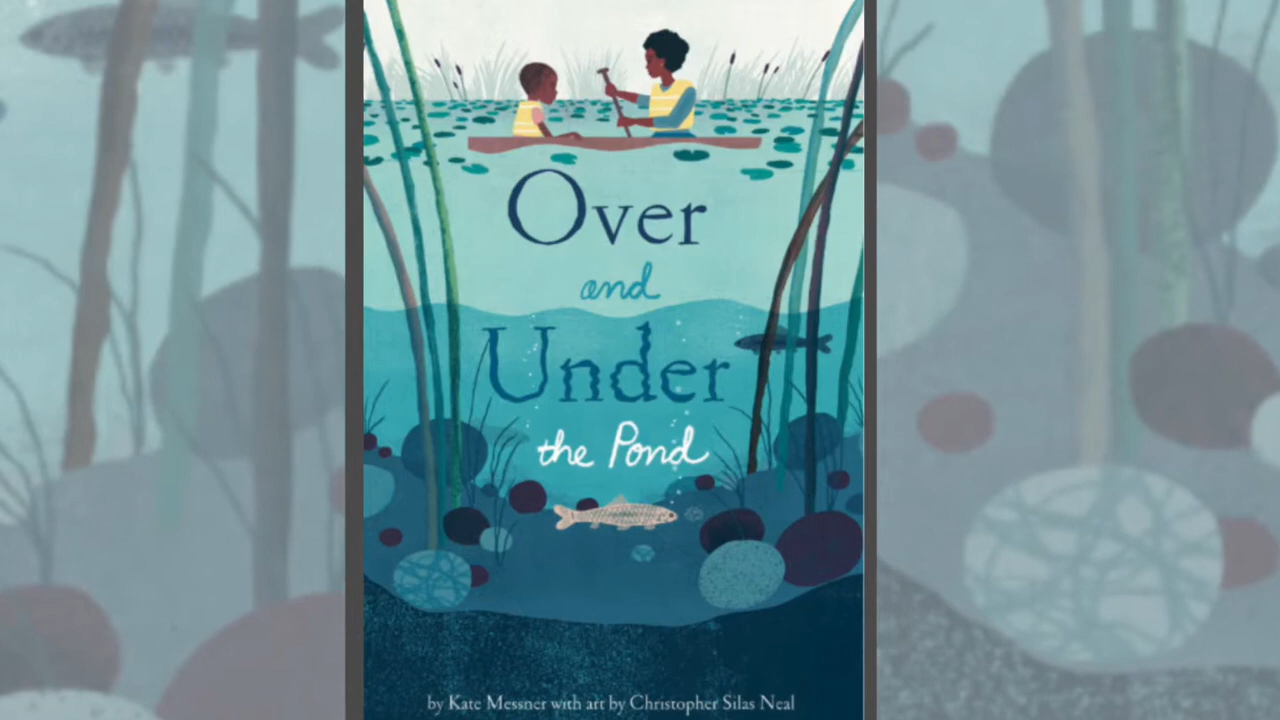 Over
and
Under
the Pond
by Kate Messner with art by Christopher Silas Neal